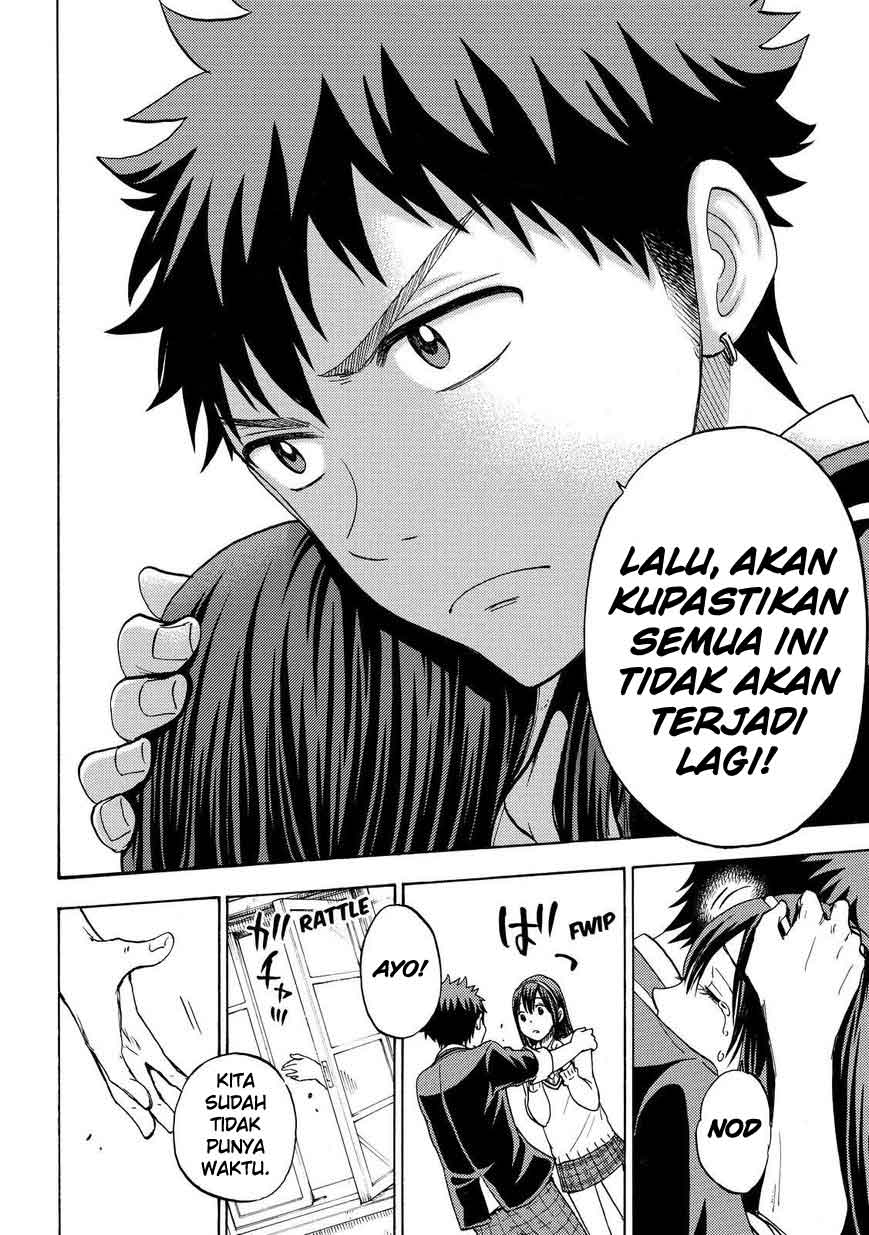 LALU, AKAN
KUPASTIKAN
SEMUA INI
TIDAK AKAN
TERJADI
LAGI!
NOD
ばっ
FWIP
AYO!
ガチャ
RATTLE
KITA
SUDAH
TIDAK
PUNYA
WAKTU.